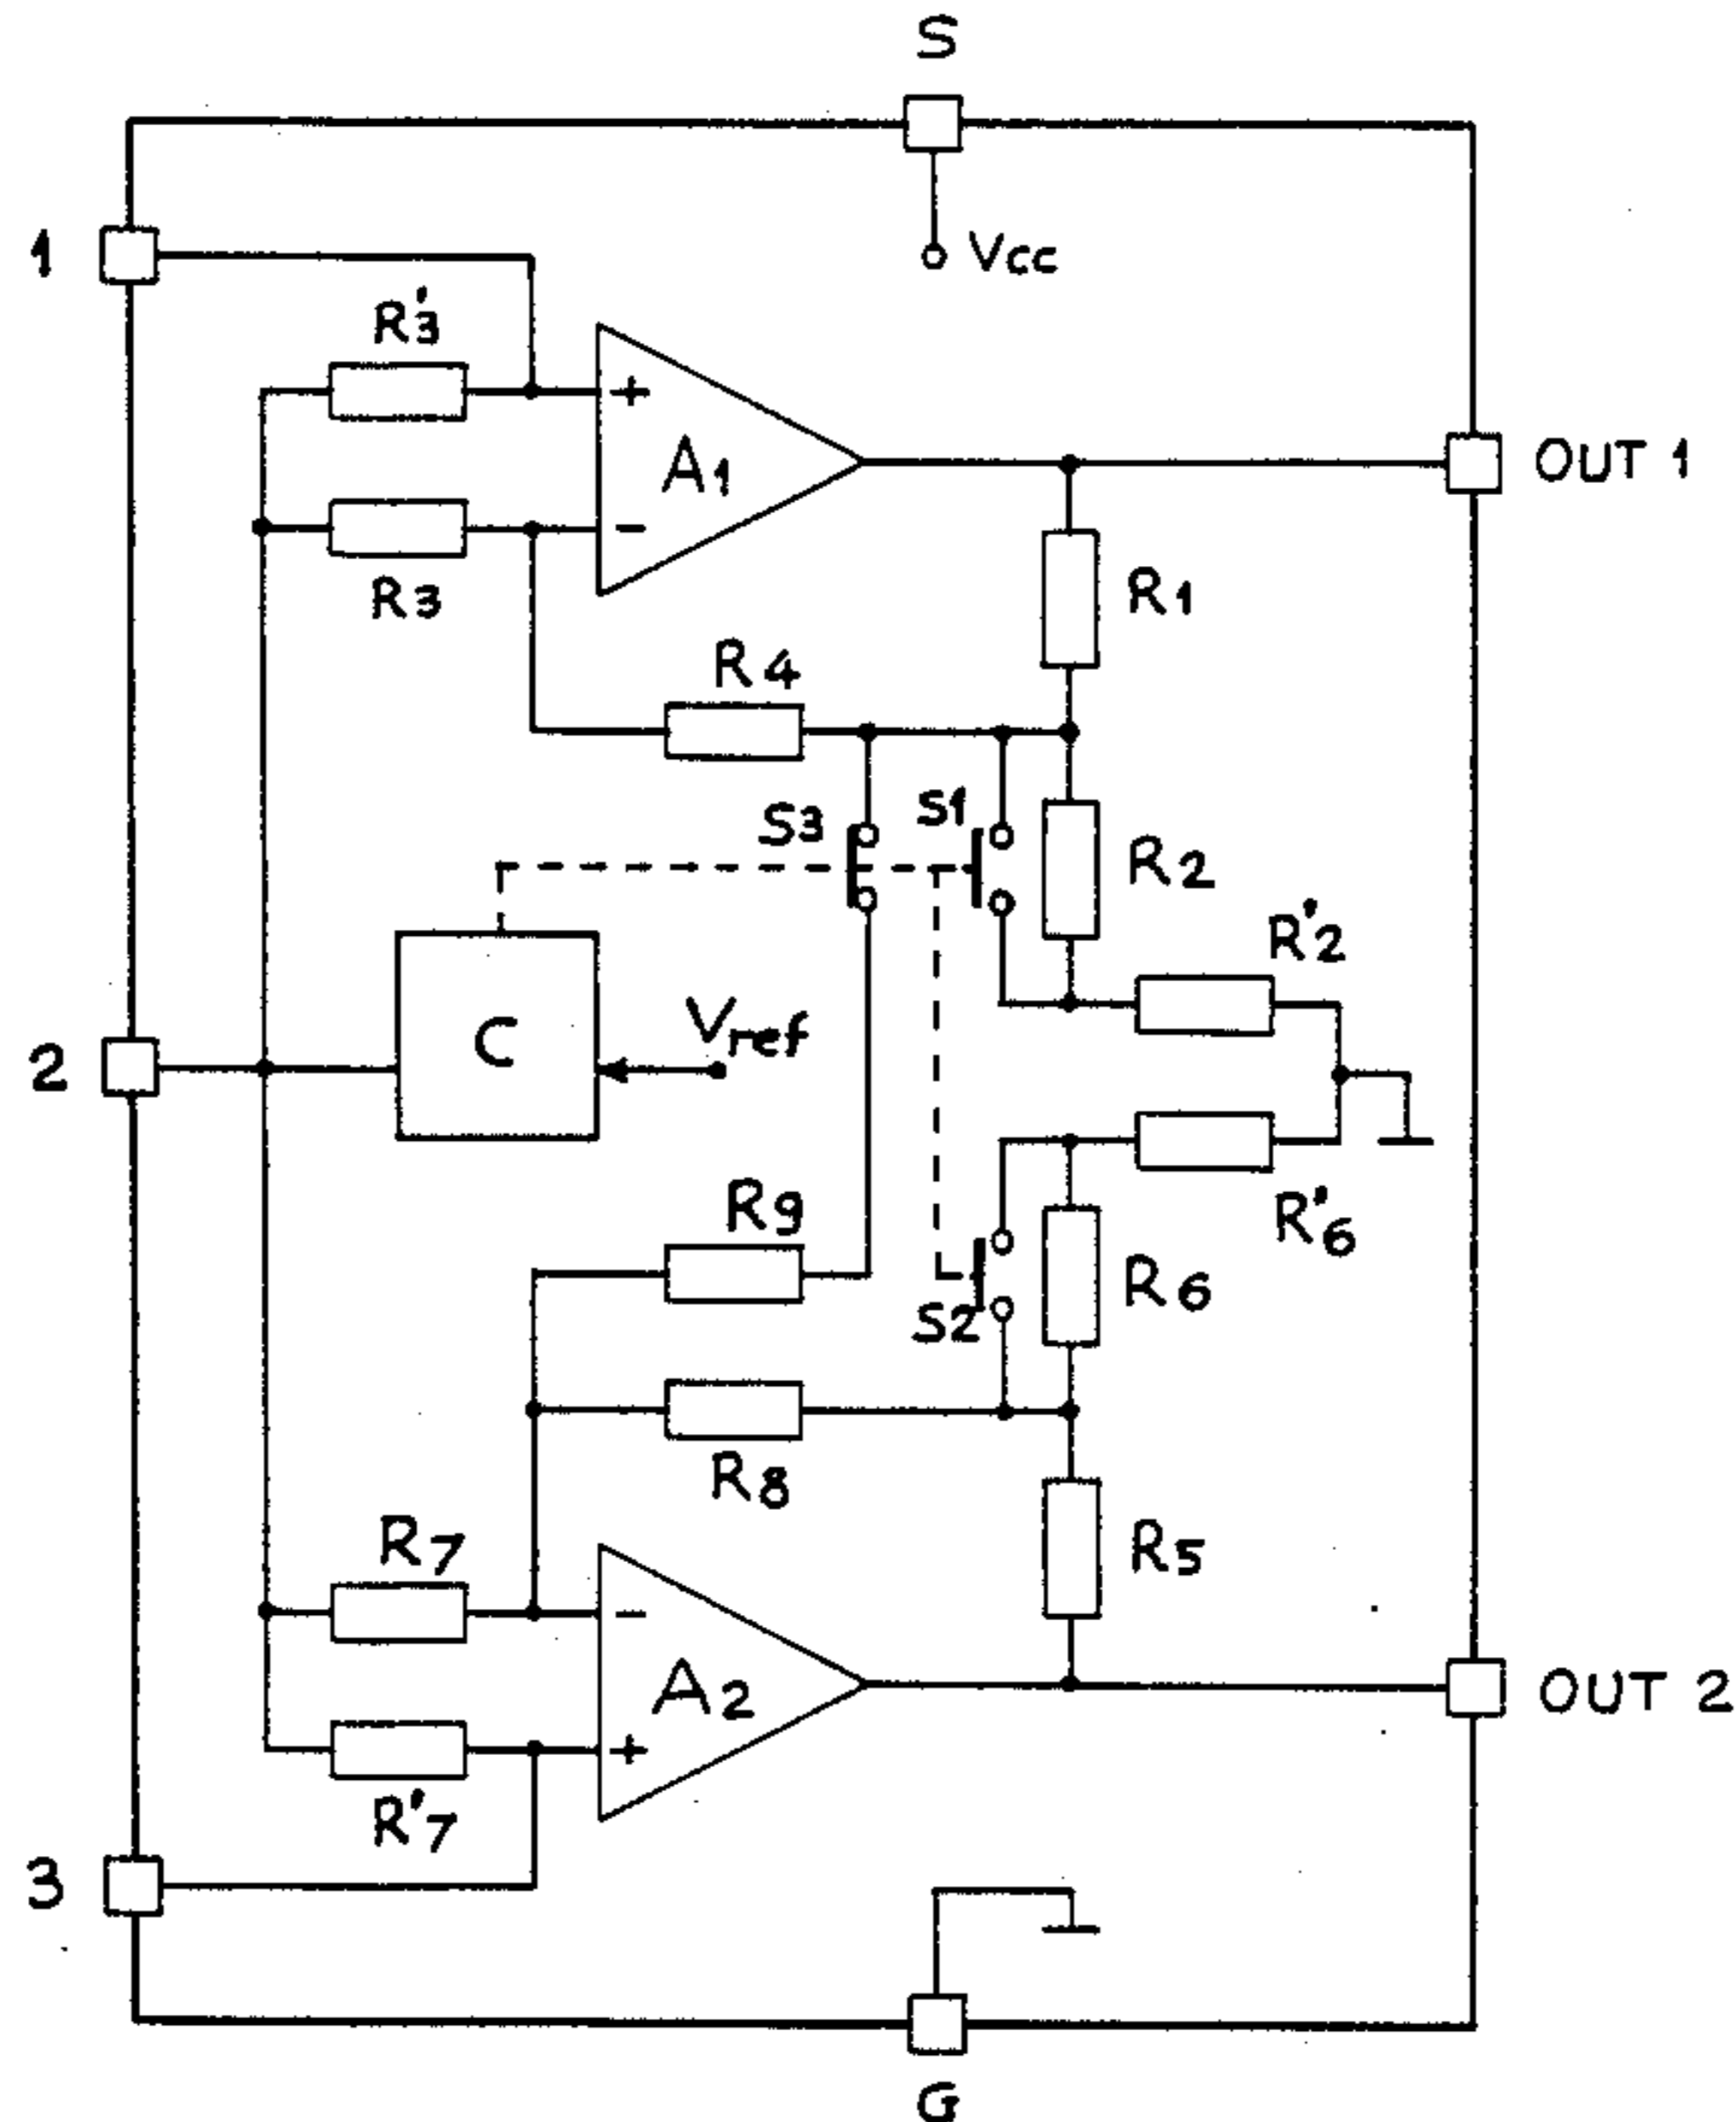 S
Vcc
1
R'3
+
A1
-
OUT 1
R3
R1
R4
S3
S1
R2
R'2
C
Vref
2
R9
R'6
R6
S2
R8
R7
R5
-
A2
+
OUT 2
R'7
3
G